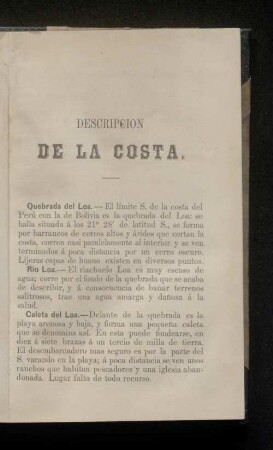 DESCRIPCION
DE LA COSTA.
Quebrada del Loa.—El límite S. de la costa del
Perú con la de Bolivia es la quebrada del Loa: se
halla situada á los 21° 28' de latitud S., se forma
por barrancos de cerros altos y áridos que cortan la
costa, corren casi paralelamente al interior y se ven
terminados á poca distancia por un cerro oscuro.
Lijeras capas de humus existen en diversos puntos.
Rio Loa.—El riachuelo Loa es muy escaso de
agua; corre por el fondo de la quebrada que se acaba
de describir, y á consecuencia de bañar terrenos
salitrosos, trae una agua amarga y dañosa á la
salud.
Caleta del Loa.—Delante de la quebrada es la
playa arenosa y baja, y forma una pequeña caleta
que se denomina así. En esta puede fondearse, en
diez á siete brazas á un tercio de milla de tierra.
El desembarcadero mas seguro es por la parte del
S. varando en la playa; á poca distancia se ven unos
ranchos que habitan pescadores y una iglesia aban-
donada. Lugar falto de todo recurso.